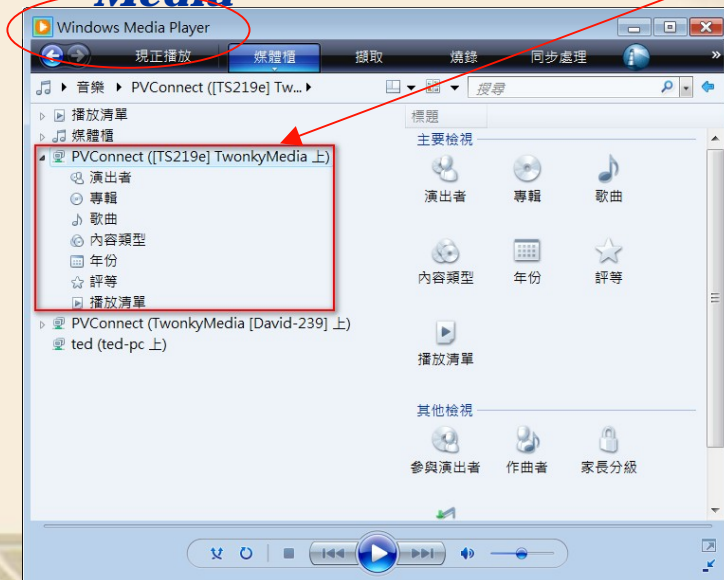 Media
Windows Media Player
現正播放 媒體櫃 擷取 燒錄 同步處理 »
音樂 ▸ PVConnect ([TS219e] Tw... ▸ 搜尋
播放清單
媒體櫃
PVConnect ([TS219e] TwonkyMedia 上)
演出者
專輯
歌曲
內容類型
年份
評等
播放清單
PVConnect (TwonkyMedia [David-239] 上)
ted (ted-pc 上)
標題
主要檢視
演出者 專輯 歌曲
內容類型 年份 評等
播放清單
其他檢視
參與演出者 作曲者 家長分級